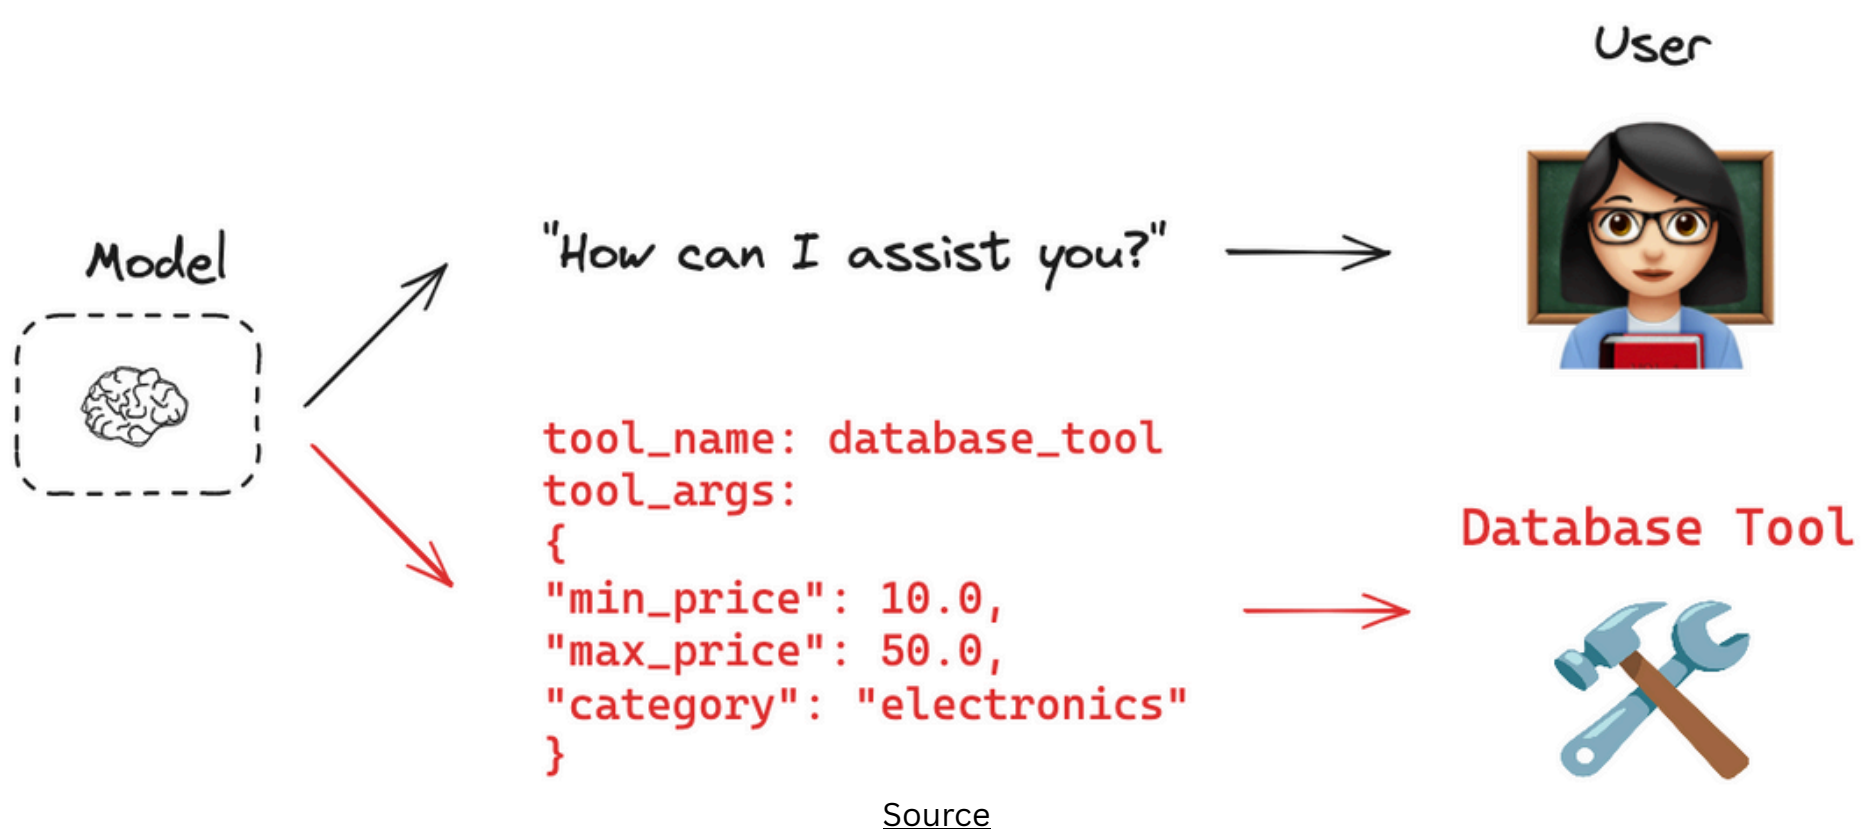 User
Model
"How can I assist you?"
tool_name: database_tool
tool_args:
{
"min_price": 10.0,
"max_price": 50.0,
"category": "electronics"
}
Database Tool
Source